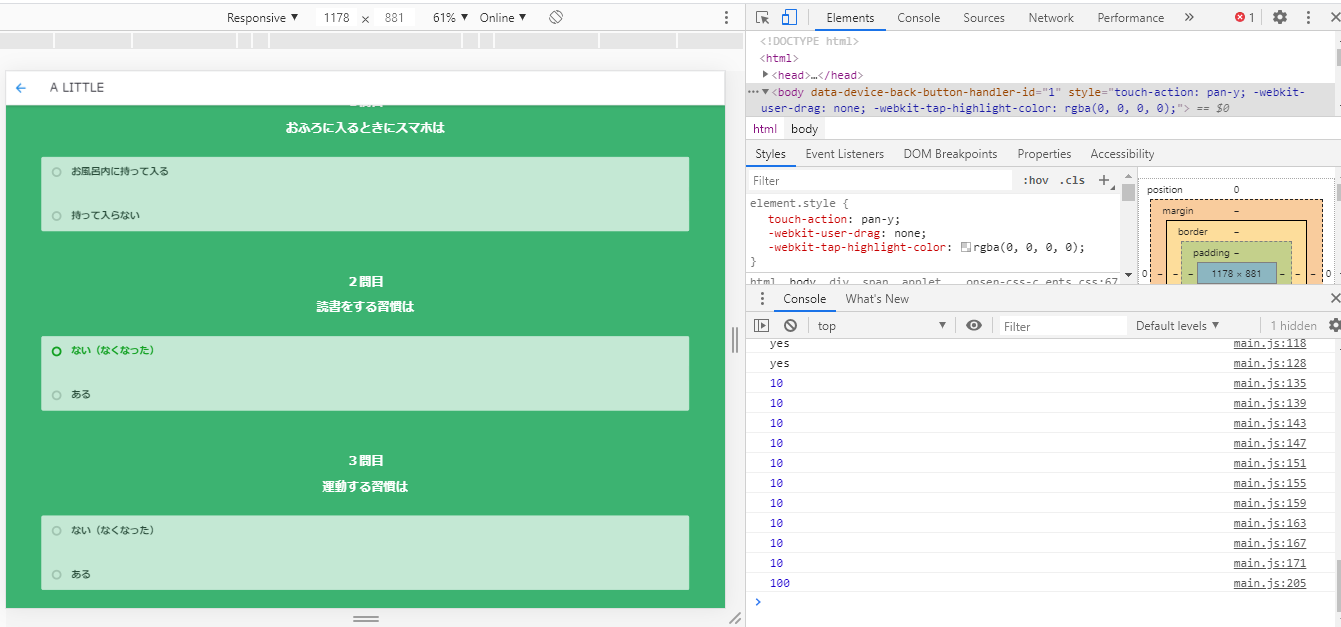 Responsive ▼ 1178 × 881 61% ▼ Online ▼
A LITTLE
おふろに入るときにスマホは
お風呂内に持って入る
持って入らない
２問目
読書をする習慣は
ない（なくなった）
ある
３問目
運動する習慣は
ない（なくなった）
ある
Elements Console Sources Network Performance » 1
<!DOCTYPE html>
<html>
<head>…</head>
<body data-device-back-button-handler-id="1" style="touch-action: pan-y; -webkit-
user-drag: none; -webkit-tap-highlight-color: rgba(0, 0, 0, 0);"> == $0
html body
Styles Event Listeners DOM Breakpoints Properties Accessibility
Filter :hov .cls +
element.style {
touch-action: pan-y;
-webkit-user-drag: none;
-webkit-tap-highlight-color: rgba(0, 0, 0, 0);
}
html, body, div, span, applet, onsen-css-c…ents.css:67
position 0
margin –
border –
padding –
0 – – – 1178 × 881 – – – 0
Console What's New
top ▼ Filter Default levels ▼ 1 hidden
yes main.js:118
yes main.js:128
10 main.js:135
10 main.js:139
10 main.js:143
10 main.js:147
10 main.js:151
10 main.js:155
10 main.js:159
10 main.js:163
10 main.js:167
10 main.js:171
100 main.js:205
>